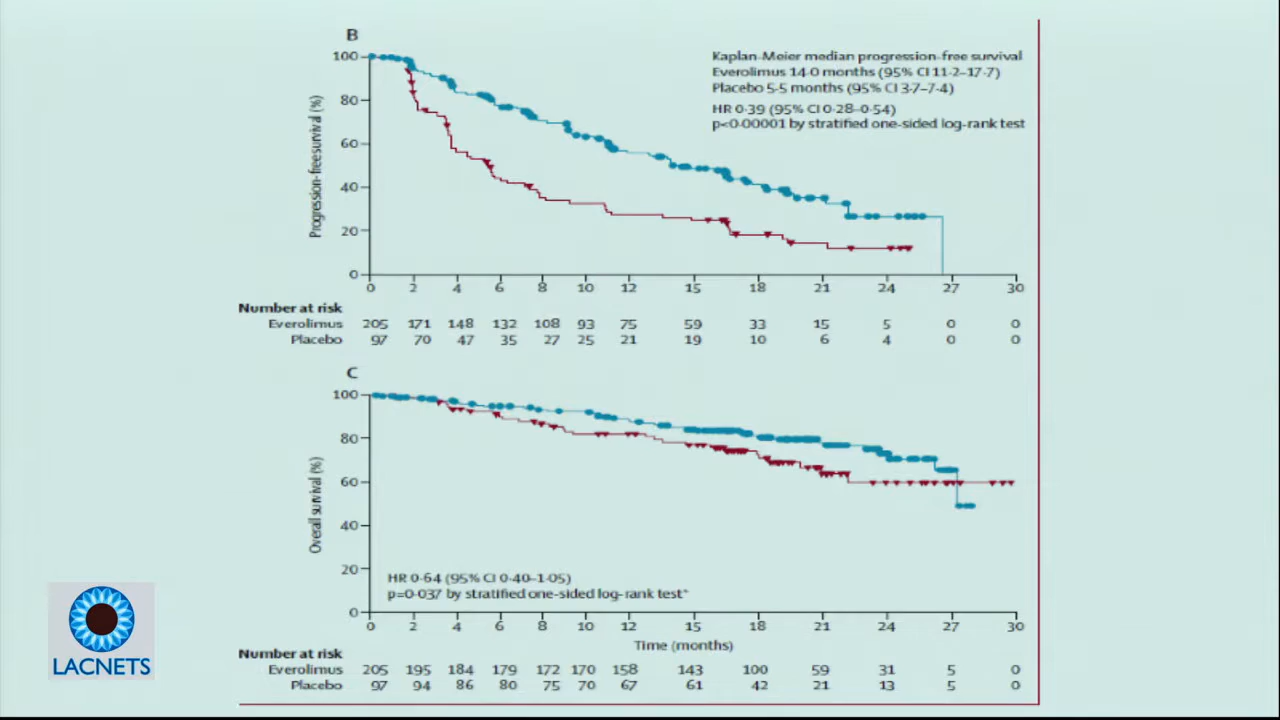 B
Kaplan-Meier median progression-free survival
Everolimus 14·0 months (95% CI 11·2–17·7)
Placebo 5·5 months (95% CI 3·7–7·4)
HR 0·39 (95% CI 0·28–0·54)
p<0·00001 by stratified one-sided log-rank test
Progression-free survival (%)
100
80
60
40
20
0
0 2 4 6 8 10 12 15 18 21 24 27 30
Number at risk
Everolimus 205 171 148 132 108 93 75 59 33 15 5 0 0
Placebo 97 70 47 35 27 25 21 19 10 6 4 0 0
C
Overall survival (%)
100
80
60
40
20
0
HR 0·64 (95% CI 0·40–1·05)
p=0·037 by stratified one-sided log-rank test*
0 2 4 6 8 10 12 15 18 21 24 27 30
Time (months)
Number at risk
Everolimus 205 195 184 179 172 170 158 143 100 59 31 5 0
Placebo 97 94 86 80 75 70 67 61 42 21 13 5 0
LACNETS